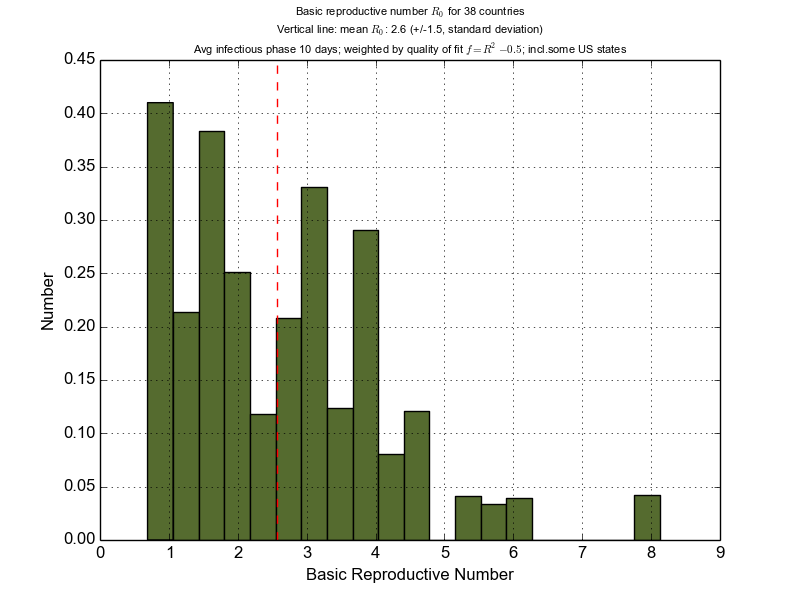 Basic reproductive number R₀ for 38 countries
Vertical line: mean R₀: 2.6 (+/-1.5, standard deviation)
Avg infectious phase 10 days; weighted by quality of fit f=R² −0.5; incl.some US states
0.45
0.40
0.35
0.30
0.25
0.20
0.15
0.10
0.05
0.00
Number
0 1 2 3 4 5 6 7 8 9
Basic Reproductive Number